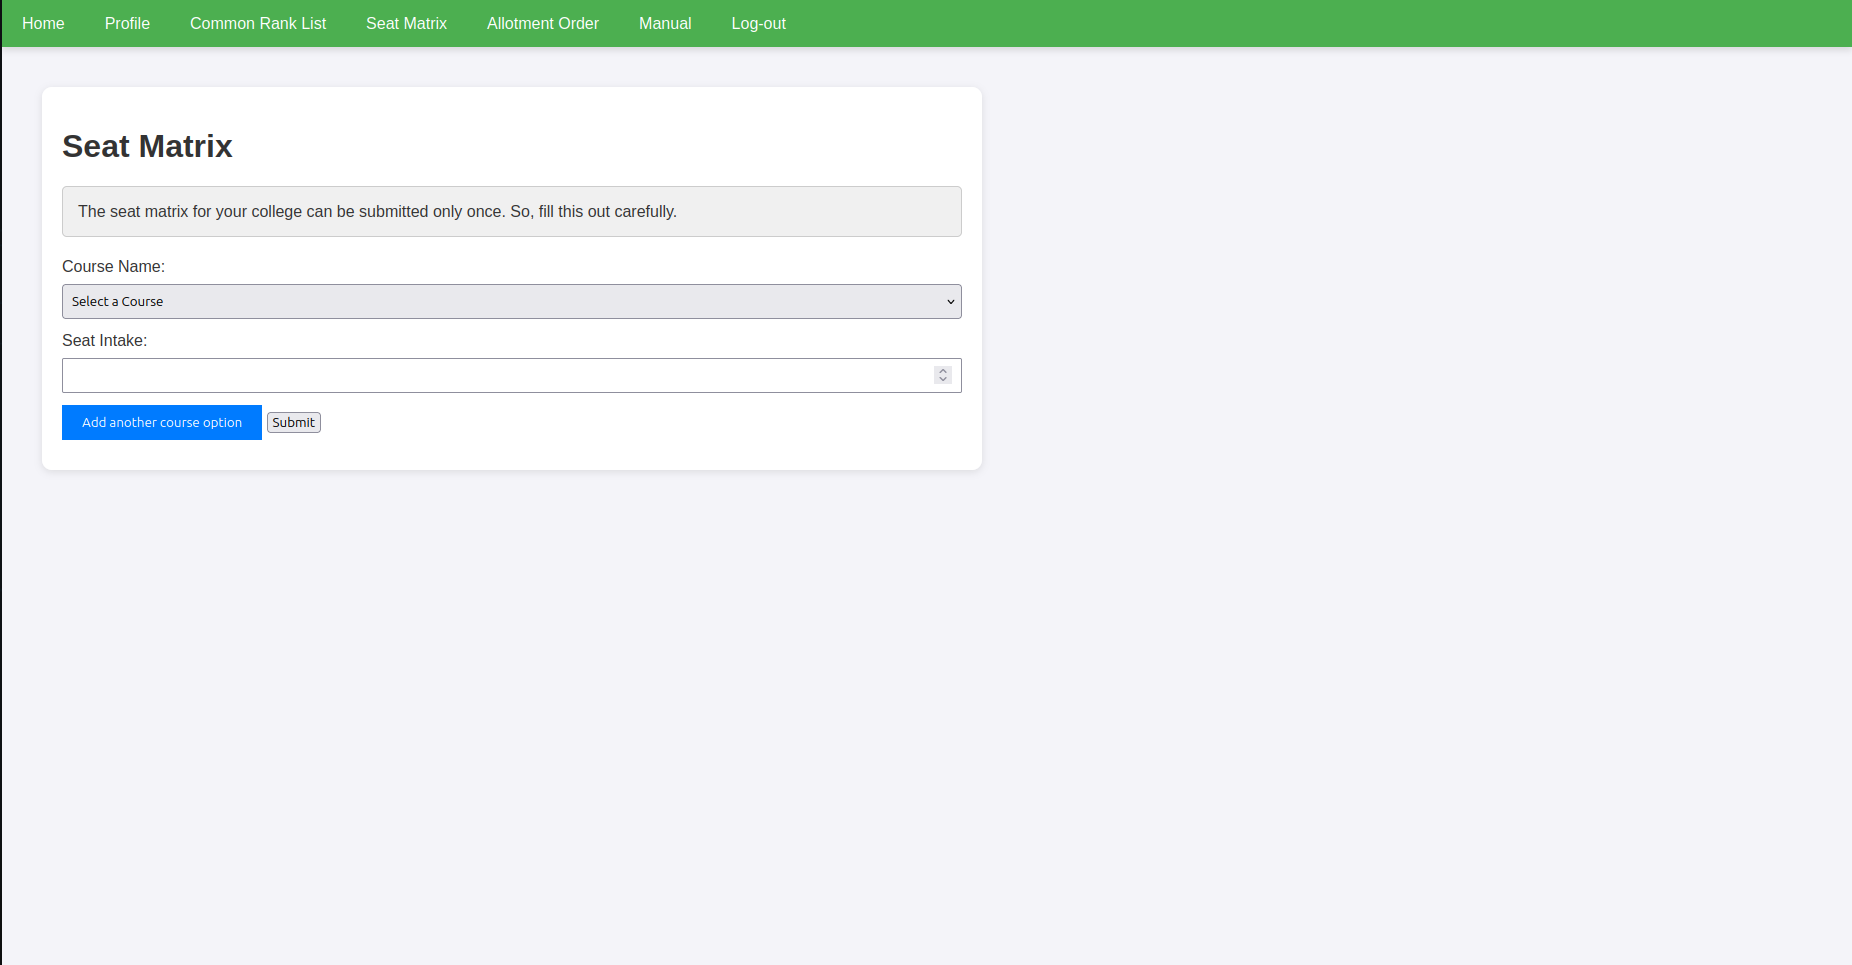 Home Profile Common Rank List Seat Matrix Allotment Order Manual Log-out
Seat Matrix
The seat matrix for your college can be submitted only once. So, fill this out carefully.
Course Name:
Select a Course
Seat Intake:
Add another course option Submit